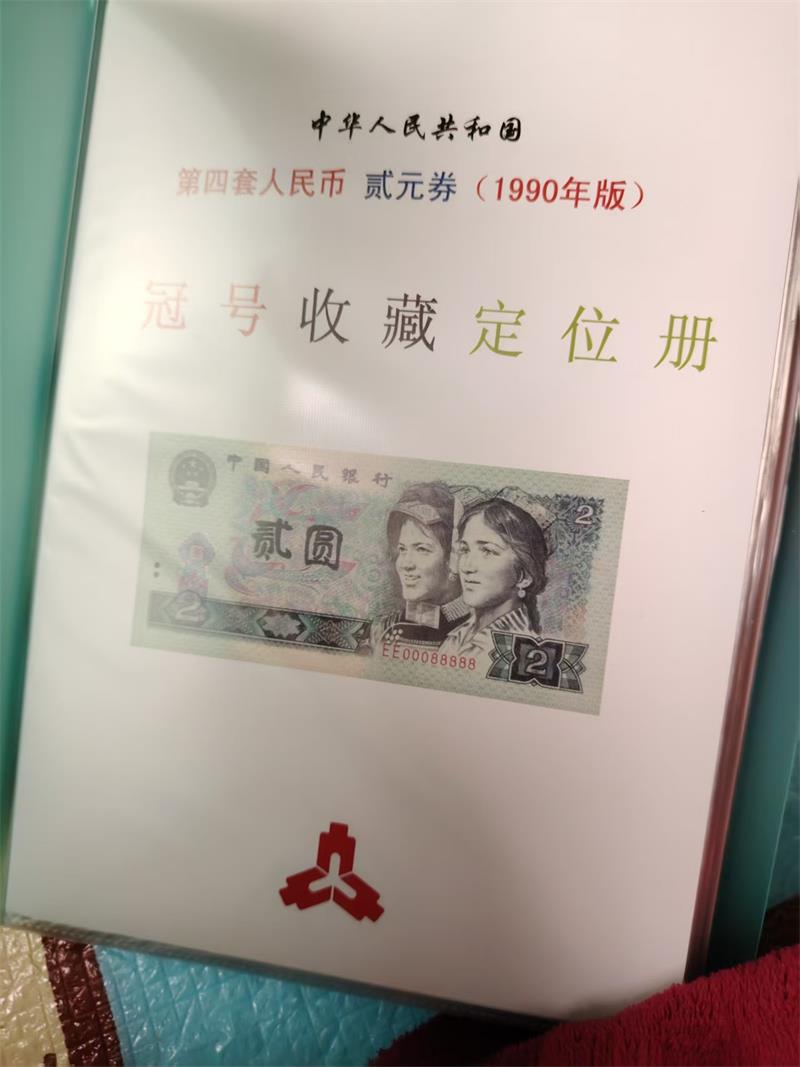 中华人民共和国
第四套人民币 贰元券（1990年版）
冠号收藏定位册
中国人民银行
贰圆
2
2
EE00088888
2